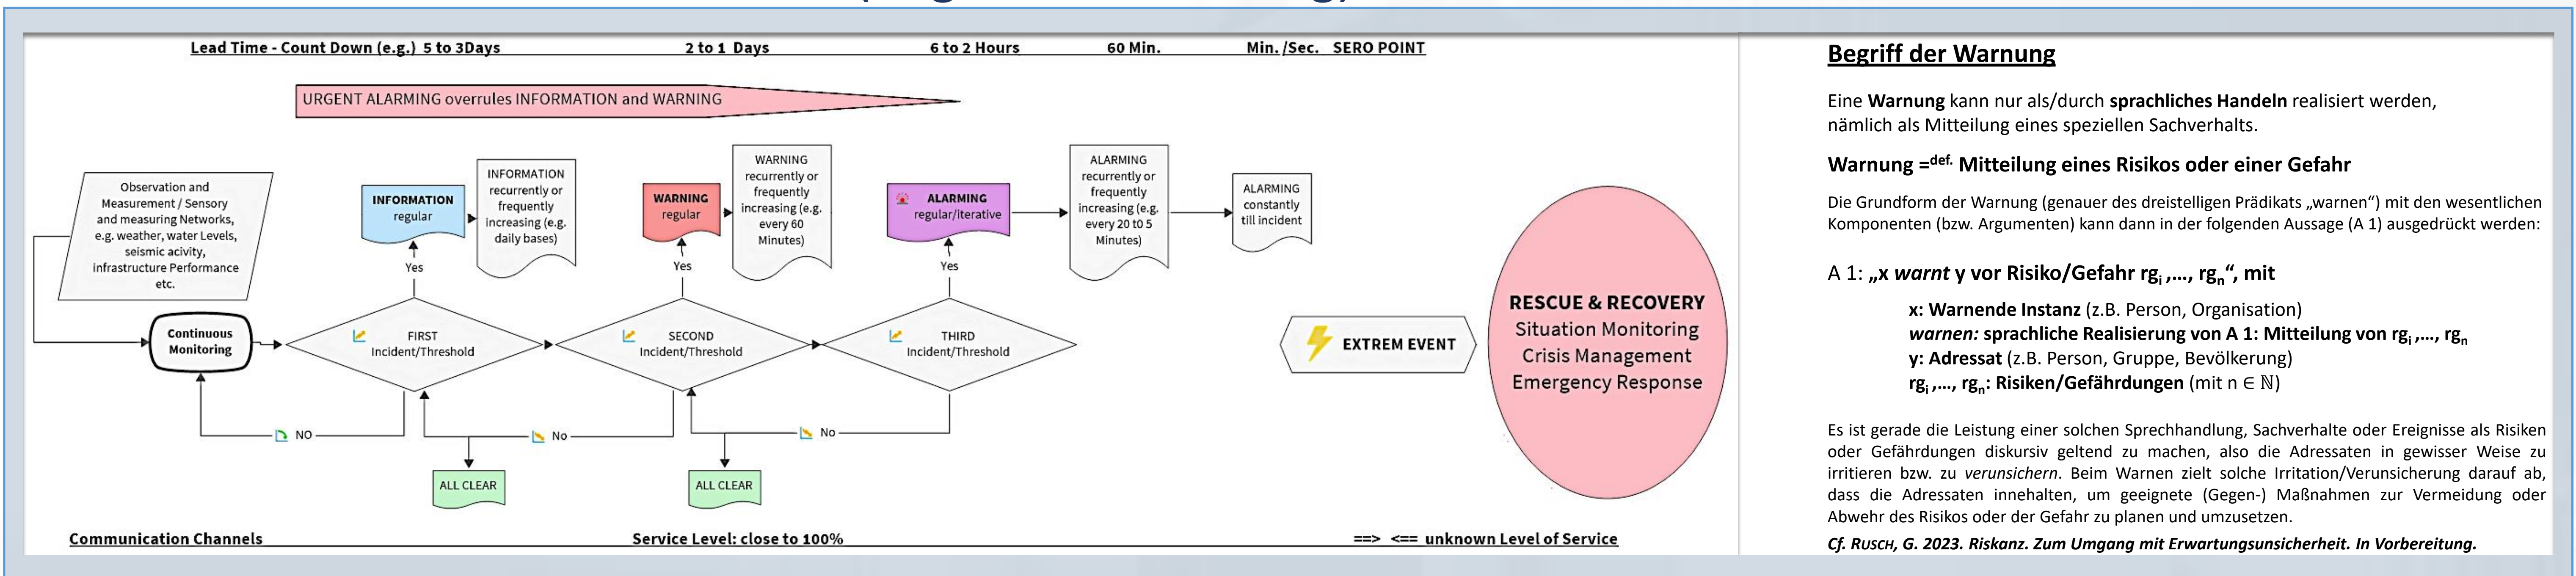 Lead Time - Count Down (e.g.) 5 to 3Days 2 to 1 Days 6 to 2 Hours 60 Min. Min./Sec. SERO POINT
URGENT ALARMING overrules INFORMATION and WARNING
Observation and
Measurement / Sensory
and measuring Networks,
e.g. weather, water Levels,
seismic acivity,
infrastructure Performance
etc.
INFORMATION
regular
INFORMATION
recurrently or
frequently
increasing (e.g.
daily bases)
WARNING
regular
WARNING
recurrently or
frequently
increasing (e.g.
every 60
Minutes)
ALARMING
regular/iterative
ALARMING
recurrently or
frequently
increasing (e.g.
every 20 to 5
Minutes)
ALARMING
constantly
till incident
Yes
Yes
Yes
Continuous
Monitoring
FIRST
Incident/Threshold
SECOND
Incident/Threshold
THIRD
Incident/Threshold
EXTREM EVENT
RESCUE & RECOVERY
Situation Monitoring
Crisis Management
Emergency Response
NO
No
No
ALL CLEAR
ALL CLEAR
Communication Channels Service Level: close to 100% ==> <== unknown Level of Service
Begriff der Warnung
Eine Warnung kann nur als/durch sprachliches Handeln realisiert werden,
nämlich als Mitteilung eines speziellen Sachverhalts.
Warnung =def. Mitteilung eines Risikos oder einer Gefahr
Die Grundform der Warnung (genauer des dreistelligen Prädikats „warnen“) mit den wesentlichen
Komponenten (bzw. Argumenten) kann dann in der folgenden Aussage (A 1) ausgedrückt werden:
A 1: „x warnt y vor Risiko/Gefahr rgi ,…, rgn“, mit
x: Warnende Instanz (z.B. Person, Organisation)
warnen: sprachliche Realisierung von A 1: Mitteilung von rgi ,…, rgn
y: Adressat (z.B. Person, Gruppe, Bevölkerung)
rgi ,…, rgn: Risiken/Gefährdungen (mit n ∈ ℕ)
Es ist gerade die Leistung einer solchen Sprechhandlung, Sachverhalte oder Ereignisse als Risiken
oder Gefährdungen diskursiv geltend zu machen, also die Adressaten in gewisser Weise zu
irritieren bzw. zu verunsichern. Beim Warnen zielt solche Irritation/Verunsicherung darauf ab,
dass die Adressaten innehalten, um geeignete (Gegen-) Maßnahmen zur Vermeidung oder
Abwehr des Risikos oder der Gefahr zu planen und umzusetzen.
Cf. RUSCH, G. 2023. Riskanz. Zum Umgang mit Erwartungsunsicherheit. In Vorbereitung.